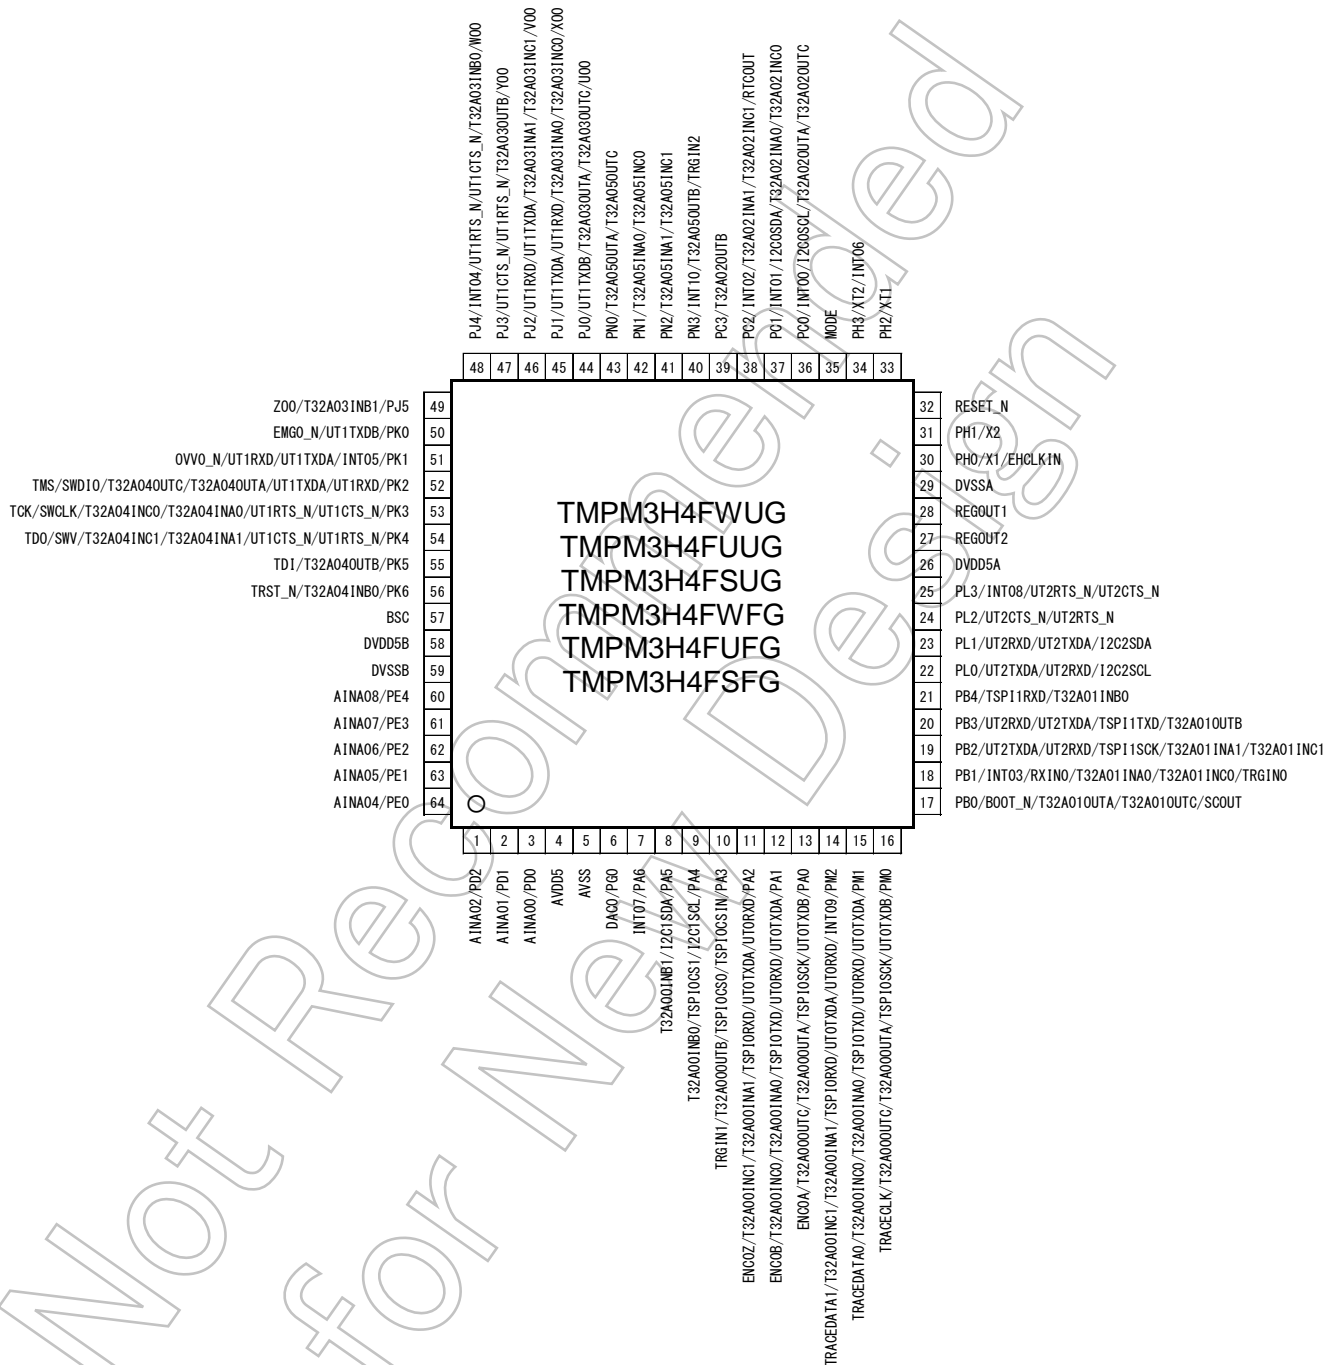 PJ4/INT04/UT1RTS_N/UT1CTS_N/T32A03INB0/WO0
PJ3/UT1CTS_N/UT1RTS_N/T32A03OUTB/YO0
PJ2/UT1RXD/UT1TXDA/T32A03INA1/T32A03INC1/VO0
PJ1/UT1TXDA/UT1RXD/T32A03INA0/T32A03INC0/XO0
PJ0/UT1TXDB/T32A03OUTA/T32A03OUTC/UO0
PN0/T32A05OUTA/T32A05OUTC
PN1/T32A05INA0/T32A05INC0
PN2/T32A05INA1/T32A05INC1
PN3/INT10/T32A05OUTB/TRGIN2
PC3/T32A02OUTB
PC2/INT02/T32A02INA1/T32A02INC1/RTCOUT
PC1/INT01/I2C0SDA/T32A02INA0/T32A02INC0
PC0/INT00/I2C0SCL/T32A02OUTA/T32A02OUTC
MODE
PH3/XT2/INT06
PH2/XT1
48 47 46 45 44 43 42 41 40 39 38 37 36 35 34 33
ZO0/T32A03INB1/PJ5 49
EMG0_N/UT1TXDB/PK0 50
OVV0_N/UT1RXD/UT1TXDA/INT05/PK1 51
TMS/SWDIO/T32A04OUTC/T32A04OUTA/UT1TXDA/UT1RXD/PK2 52
TCK/SWCLK/T32A04INC0/T32A04INA0/UT1RTS_N/UT1CTS_N/PK3 53
TDO/SWV/T32A04INC1/T32A04INA1/UT1CTS_N/UT1RTS_N/PK4 54
TDI/T32A04OUTB/PK5 55
TRST_N/T32A04INB0/PK6 56
BSC 57
DVDD5B 58
DVSSB 59
AINA08/PE4 60
AINA07/PE3 61
AINA06/PE2 62
AINA05/PE1 63
AINA04/PE0 64
TMPM3H4FWUG
TMPM3H4FUUG
TMPM3H4FSUG
TMPM3H4FWFG
TMPM3H4FUFG
TMPM3H4FSFG
32 RESET_N
31 PH1/X2
30 PH0/X1/EHCLKIN
29 DVSSA
28 REGOUT1
27 REGOUT2
26 DVDD5A
25 PL3/INT08/UT2RTS_N/UT2CTS_N
24 PL2/UT2CTS_N/UT2RTS_N
23 PL1/UT2RXD/UT2TXDA/I2C2SDA
22 PL0/UT2TXDA/UT2RXD/I2C2SCL
21 PB4/TSPI1RXD/T32A01INB0
20 PB3/UT2RXD/UT2TXDA/TSPI1TXD/T32A01OUTB
19 PB2/UT2TXDA/UT2RXD/TSPI1SCK/T32A01INA1/T32A01INC1
18 PB1/INT03/RXIN0/T32A01INA0/T32A01INC0/TRGIN0
17 PB0/BOOT_N/T32A01OUTA/T32A01OUTC/SCOUT
1 2 3 4 5 6 7 8 9 10 11 12 13 14 15 16
AINA02/PD2
AINA01/PD1
AINA00/PD0
AVDD5
AVSS
DAC0/PG0
INT07/PA6
T32A00INB1/I2C1SDA/PA5
T32A00INB0/TSPI0CS1/I2C1SCL/PA4
TRGIN1/T32A00OUTB/TSPI0CS0/TSPI0CSIN/PA3
ENC0Z/T32A00INC1/T32A00INA1/TSPI0RXD/UT0TXDA/UT0RXD/PA2
ENC0B/T32A00INC0/T32A00INA0/TSPI0TXD/UT0RXD/UT0TXDA/PA1
ENC0A/T32A00OUTC/T32A00OUTA/TSPI0SCK/UT0TXDB/PA0
TRACEDATA1/T32A00INC1/T32A00INA1/TSPI0RXD/UT0TXDA/UT0RXD/INT09/PM2
TRACEDATA0/T32A00INC0/T32A00INA0/TSPI0TXD/UT0RXD/UT0TXDA/PM1
TRACECLK/T32A00OUTC/T32A00OUTA/TSPI0SCK/UT0TXDB/PM0
Not Recommended
for New Design